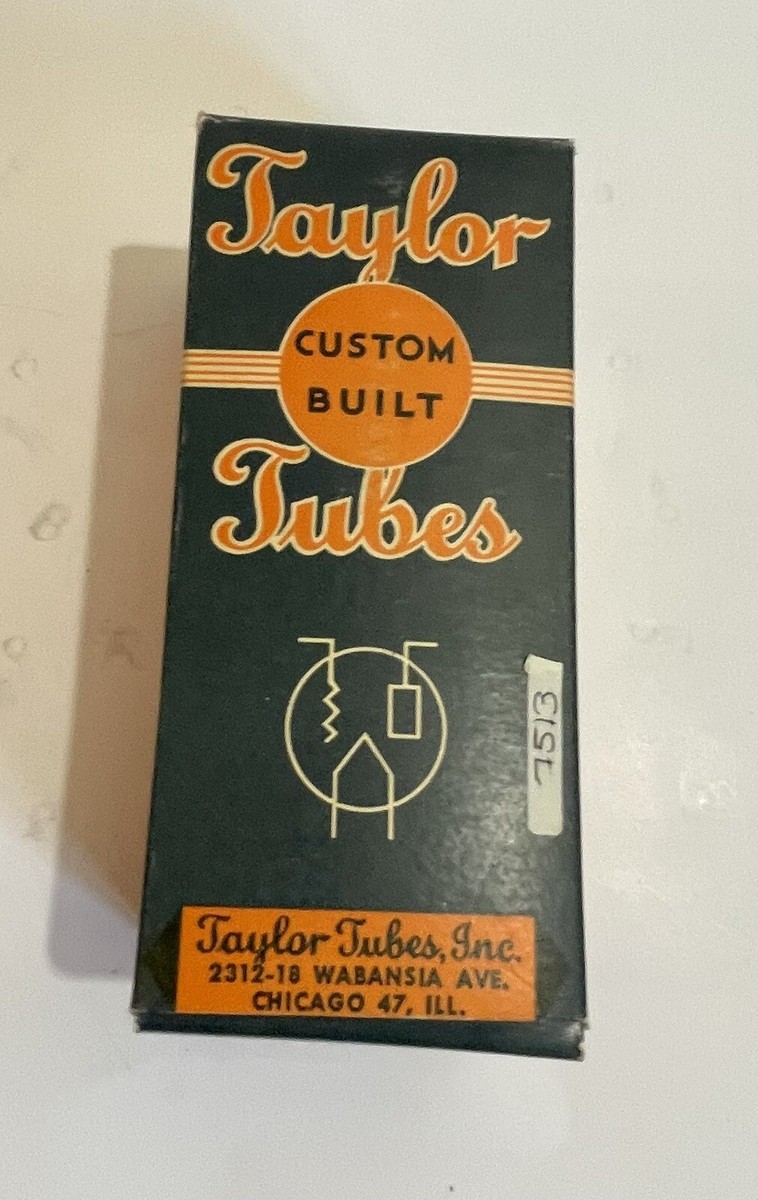 Taylor
CUSTOM
BUILT
Tubes
7513
Taylor Tubes, Inc.
2312-18 WABANSIA AVE.
CHICAGO 47, ILL.